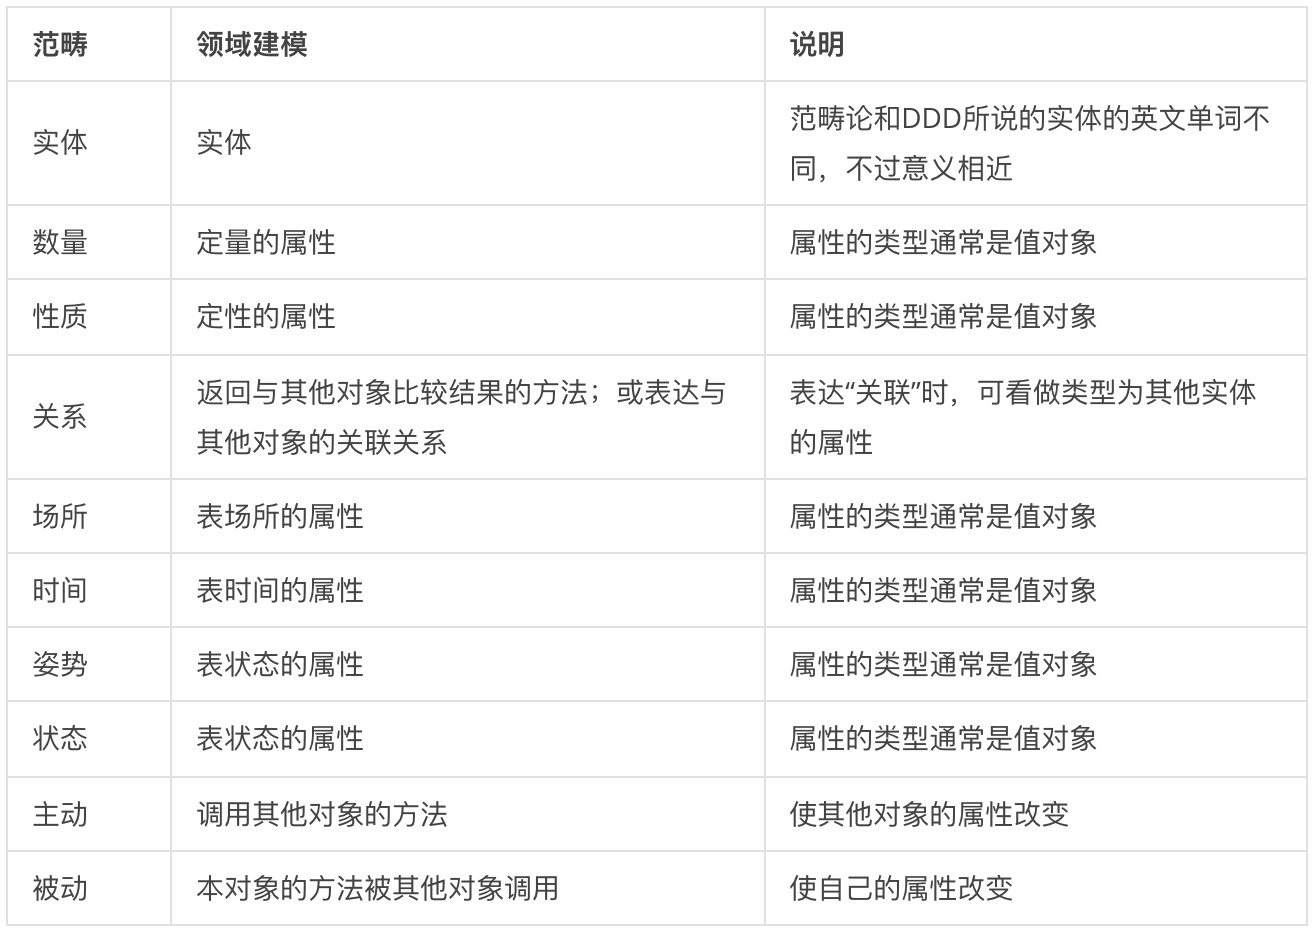 范畴 领域建模 说明
实体 实体 范畴论和DDD所说的实体的英文单词不
同，不过意义相近
数量 定量的属性 属性的类型通常是值对象
性质 定性的属性 属性的类型通常是值对象
关系 返回与其他对象比较结果的方法；或表达与 表达“关联”时，可看做类型为其他实体
其他对象的关联关系 的属性
场所 表场所的属性 属性的类型通常是值对象
时间 表时间的属性 属性的类型通常是值对象
姿势 表状态的属性 属性的类型通常是值对象
状态 表状态的属性 属性的类型通常是值对象
主动 调用其他对象的方法 使其他对象的属性改变
被动 本对象的方法被其他对象调用 使自己的属性改变